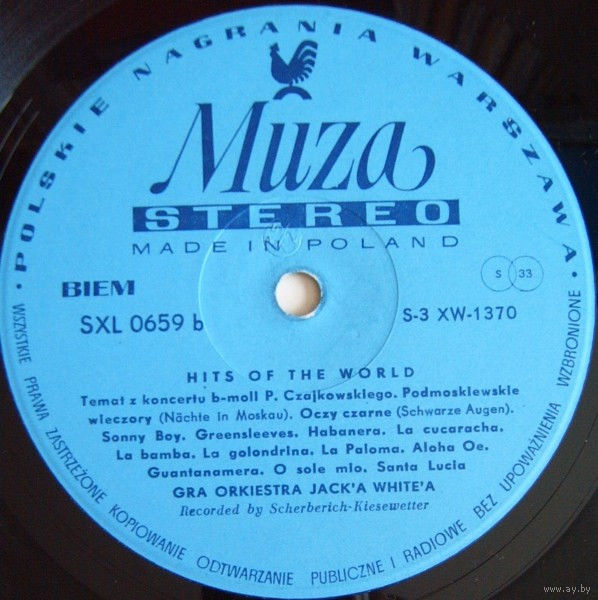 • POLSKIE NAGRANIA WARSZAWA •
Muza
STEREO
MADE IN POLAND
BIEM
S 33
SXL 0659 b
S-3 XW-1370
HITS OF THE WORLD
Temat z koncertu b-moll P. Czajkowskiego. Podmoskiewskie
wieczory (Nächte in Moskau). Oczy czarne (Schwarze Augen).
Sonny Boy. Greensleeves. Habanera. La cucaracha.
La bamba. La golondrina. La Paloma. Aloha Oe.
Guantanamera. O sole mio. Santa Lucia
GRA ORKIESTRA JACK'A WHITE'A
Recorded by Scherberich-Kiesewetter
WSZYSTKIE PRAWA ZASTRZEŻONE KOPIOWANIE ODTWARZANIE PUBLICZNE I RADIOWE BEZ UPOWAŻNIENIA WZBRONIONE
www.ay.by